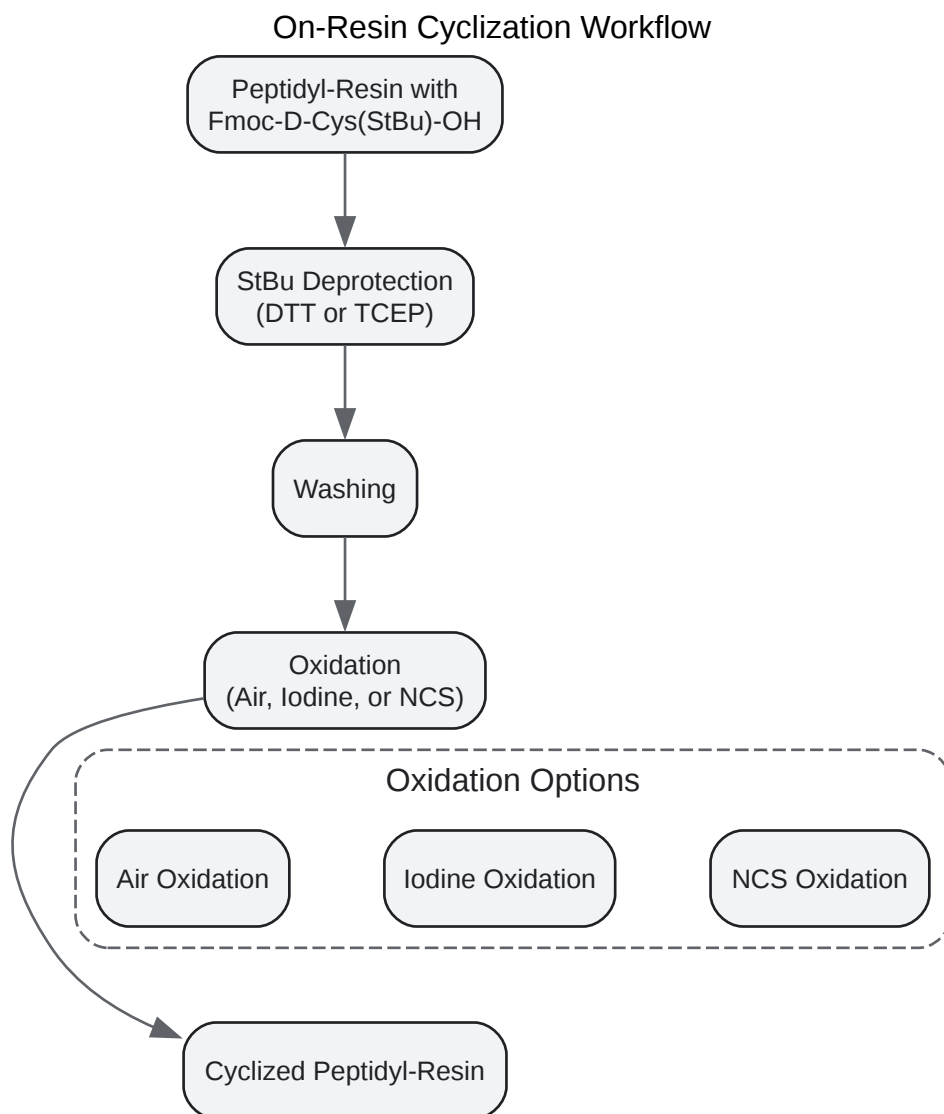 On-Resin Cyclization Workflow
Peptidyl-Resin with
Fmoc-D-Cys(StBu)-OH
StBu Deprotection
(DTT or TCEP)
Washing
Oxidation
(Air, Iodine, or NCS)
Oxidation Options
Air Oxidation
Iodine Oxidation
NCS Oxidation
Cyclized Peptidyl-Resin